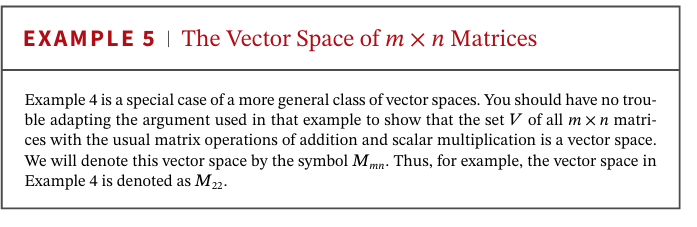 EXAMPLE 5 | The Vector Space of m × n Matrices
Example 4 is a special case of a more general class of vector spaces. You should have no trou-
ble adapting the argument used in that example to show that the set V of all m × n matri-
ces with the usual matrix operations of addition and scalar multiplication is a vector space.
We will denote this vector space by the symbol Mₘₙ. Thus, for example, the vector space in
Example 4 is denoted as M₂₂.